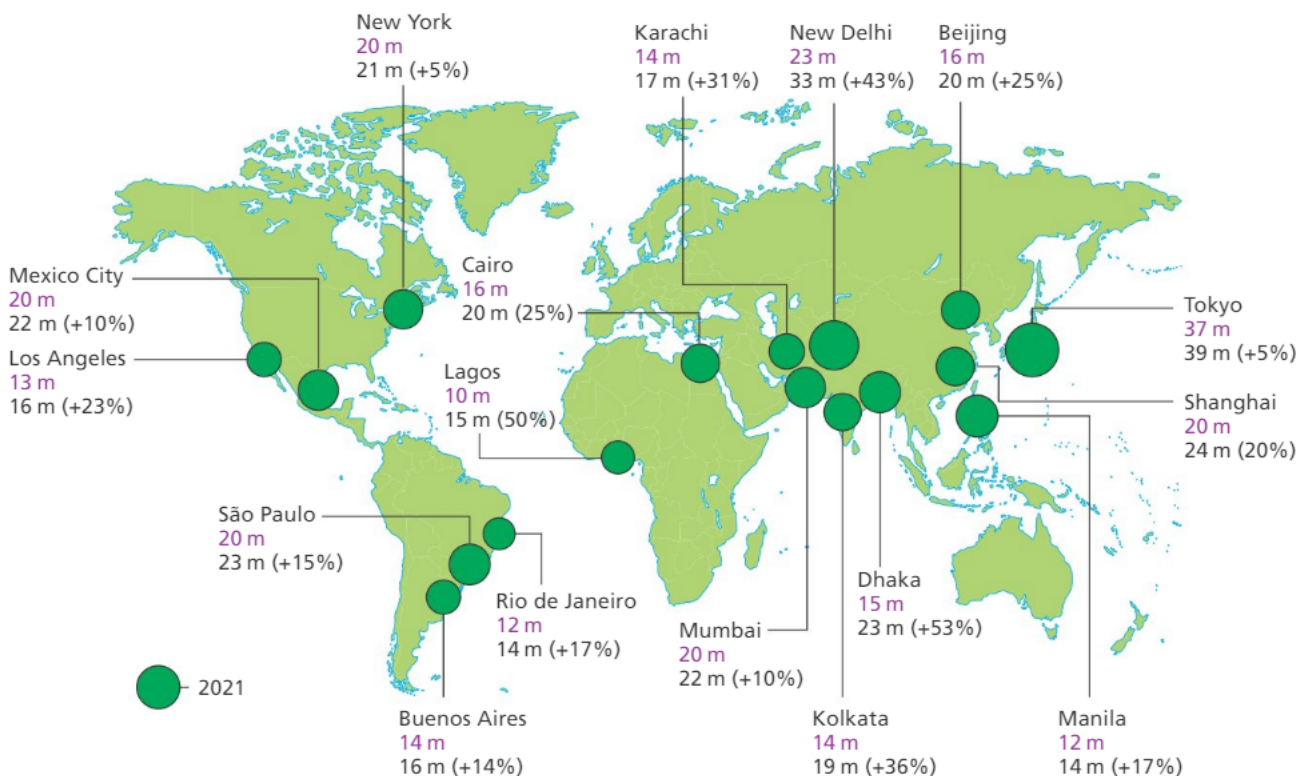 New York
20 m
21 m (+5%)
Karachi
14 m
17 m (+31%)
New Delhi
23 m
33 m (+43%)
Beijing
16 m
20 m (+25%)
Mexico City
20 m
22 m (+10%)
Los Angeles
13 m
16 m (+23%)
Cairo
16 m
20 m (25%)
Lagos
10 m
15 m (50%)
Tokyo
37 m
39 m (+5%)
Shanghai
20 m
24 m (20%)
São Paulo
20 m
23 m (+15%)
Rio de Janeiro
12 m
14 m (+17%)
Mumbai
20 m
22 m (+10%)
Dhaka
15 m
23 m (+53%)
2021
Buenos Aires
14 m
16 m (+14%)
Kolkata
14 m
19 m (+36%)
Manila
12 m
14 m (+17%)